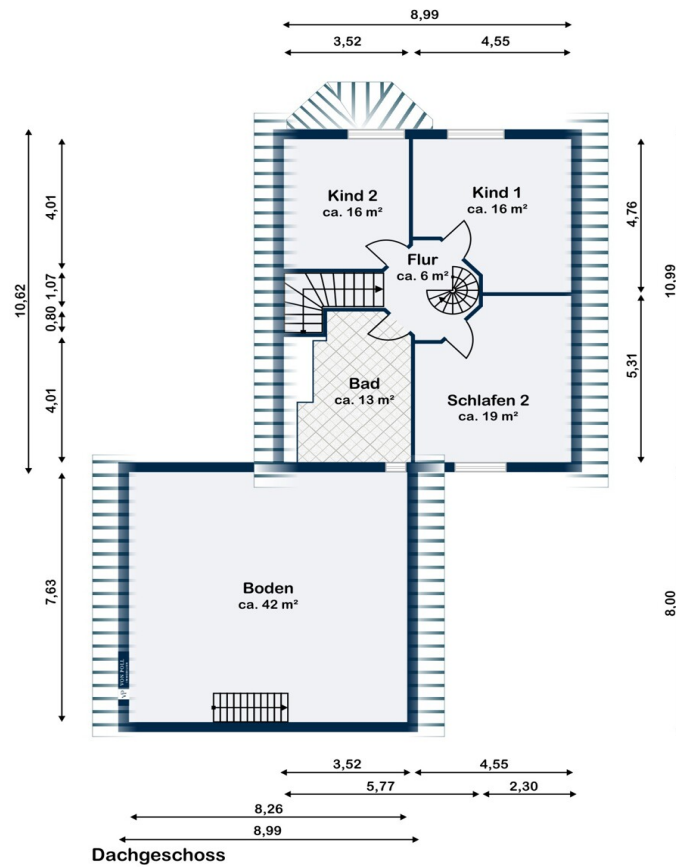 8,99
3,52
4,55
10,62
4,01
1,07
0,80
4,01
4,76
10,99
5,31
Kind 2
ca. 16 m²
Kind 1
ca. 16 m²
Flur
ca. 6 m²
Bad
ca. 13 m²
Schlafen 2
ca. 19 m²
7,63
Boden
ca. 42 m²
8.00
VP VON POLL
3,52
4,55
5,77
2,30
8,26
8,99
Dachgeschoss